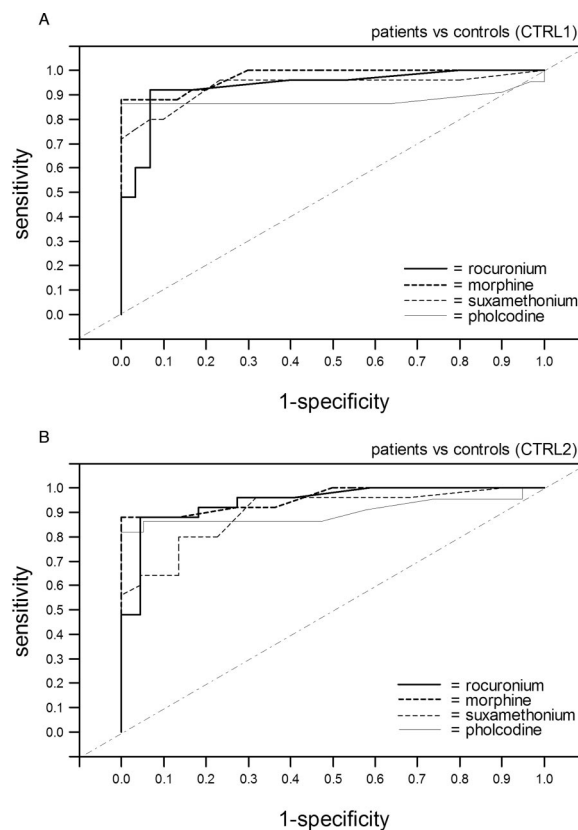 A
patients vs controls (CTRL1)
1.0
0.9
0.8
0.7
0.6
0.5
0.4
0.3
0.2
0.1
0.0
sensitivity
= rocuronium
= morphine
= suxamethonium
= pholcodine
0.0 0.1 0.2 0.3 0.4 0.5 0.6 0.7 0.8 0.9 1.0
1-specificity
B
patients vs controls (CTRL2)
1.0
0.9
0.8
0.7
0.6
0.5
0.4
0.3
0.2
0.1
0.0
sensitivity
= rocuronium
= morphine
= suxamethonium
= pholcodine
0.0 0.1 0.2 0.3 0.4 0.5 0.6 0.7 0.8 0.9 1.0
1-specificity